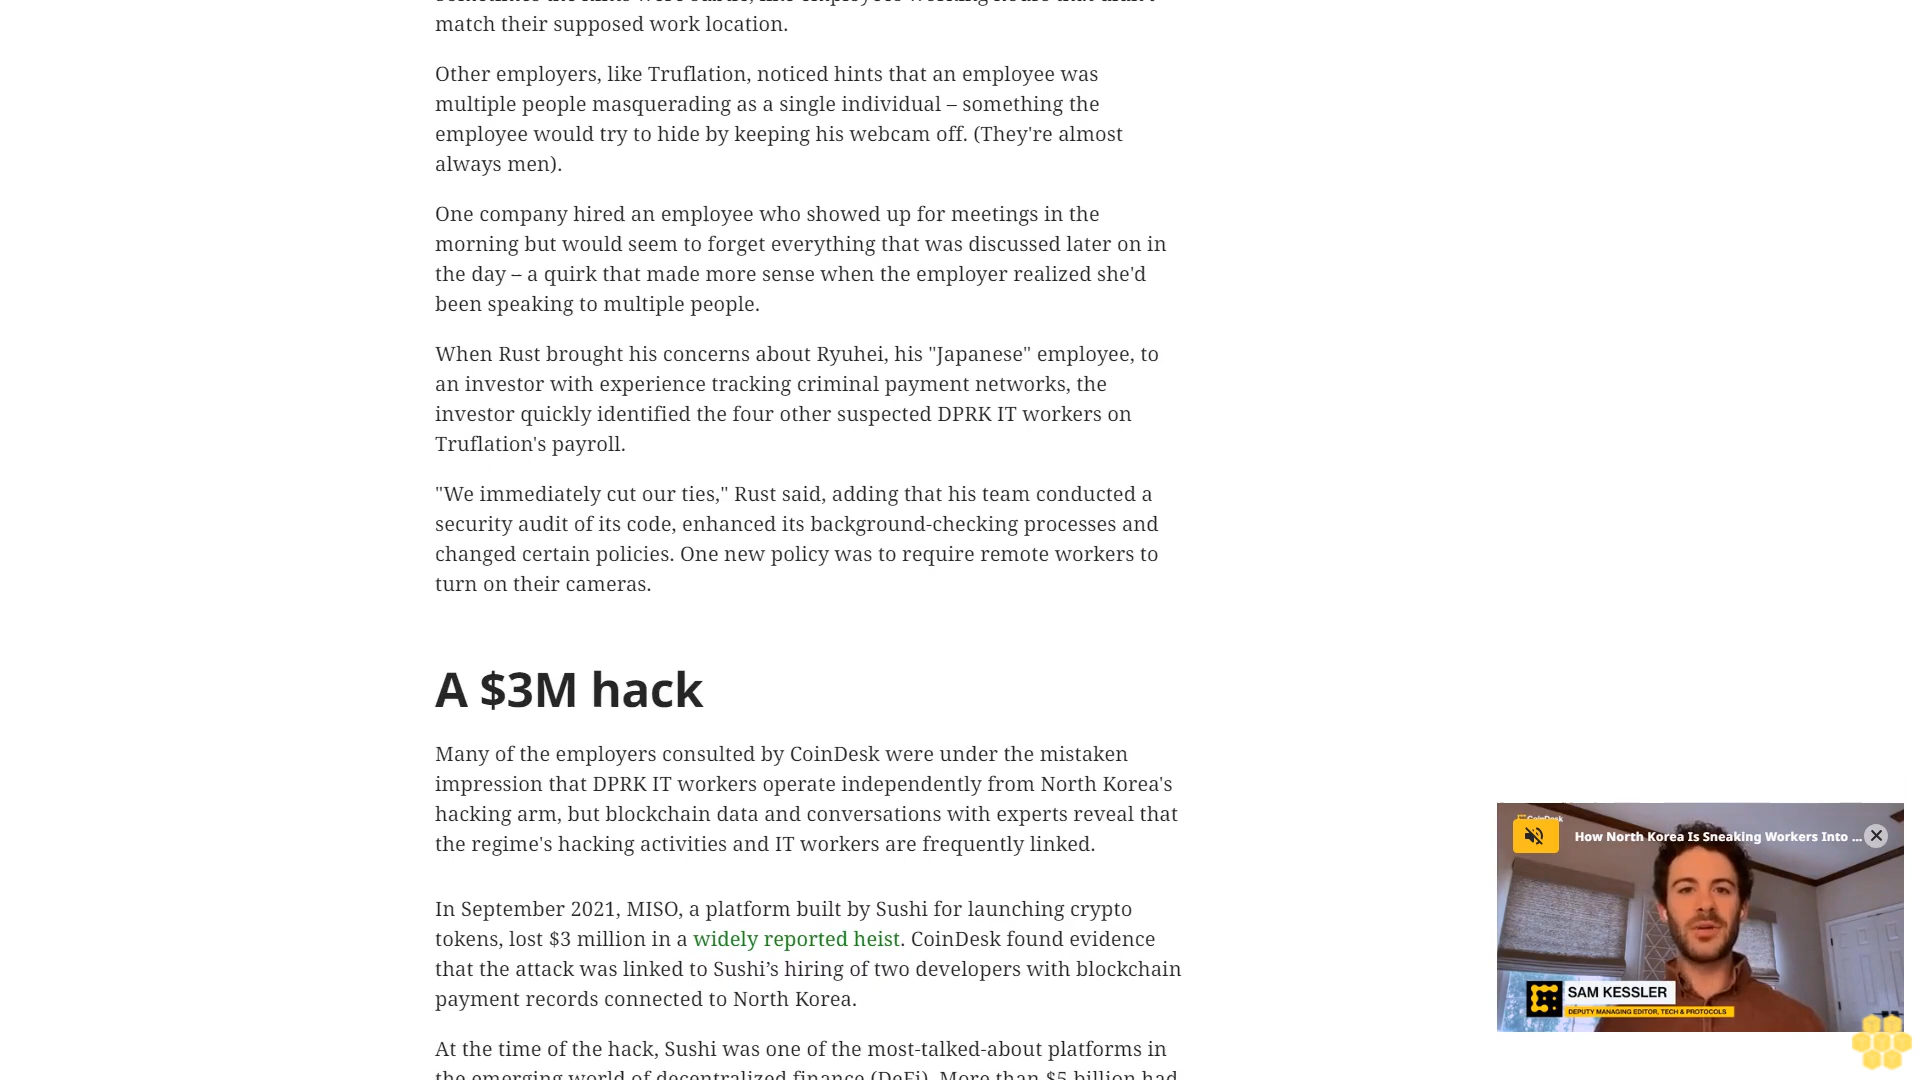 match their supposed work location.
Other employers, like Truflation, noticed hints that an employee was
multiple people masquerading as a single individual – something the
employee would try to hide by keeping his webcam off. (They're almost
always men).
One company hired an employee who showed up for meetings in the
morning but would seem to forget everything that was discussed later on in
the day – a quirk that made more sense when the employer realized she'd
been speaking to multiple people.
When Rust brought his concerns about Ryuhei, his "Japanese" employee, to
an investor with experience tracking criminal payment networks, the
investor quickly identified the four other suspected DPRK IT workers on
Truflation's payroll.
"We immediately cut our ties," Rust said, adding that his team conducted a
security audit of its code, enhanced its background-checking processes and
changed certain policies. One new policy was to require remote workers to
turn on their cameras.
A $3M hack
Many of the employers consulted by CoinDesk were under the mistaken
impression that DPRK IT workers operate independently from North Korea's
hacking arm, but blockchain data and conversations with experts reveal that
the regime's hacking activities and IT workers are frequently linked.
In September 2021, MISO, a platform built by Sushi for launching crypto
tokens, lost $3 million in a widely reported heist. CoinDesk found evidence
that the attack was linked to Sushi’s hiring of two developers with blockchain
payment records connected to North Korea.
At the time of the hack, Sushi was one of the most-talked-about platforms in
the emerging world of decentralized finance (DeFi). More than $5 billion had
CoinDesk
How North Korea Is Sneaking Workers Into ...
SAM KESSLER
DEPUTY MANAGING EDITOR, TECH & PROTOCOLS